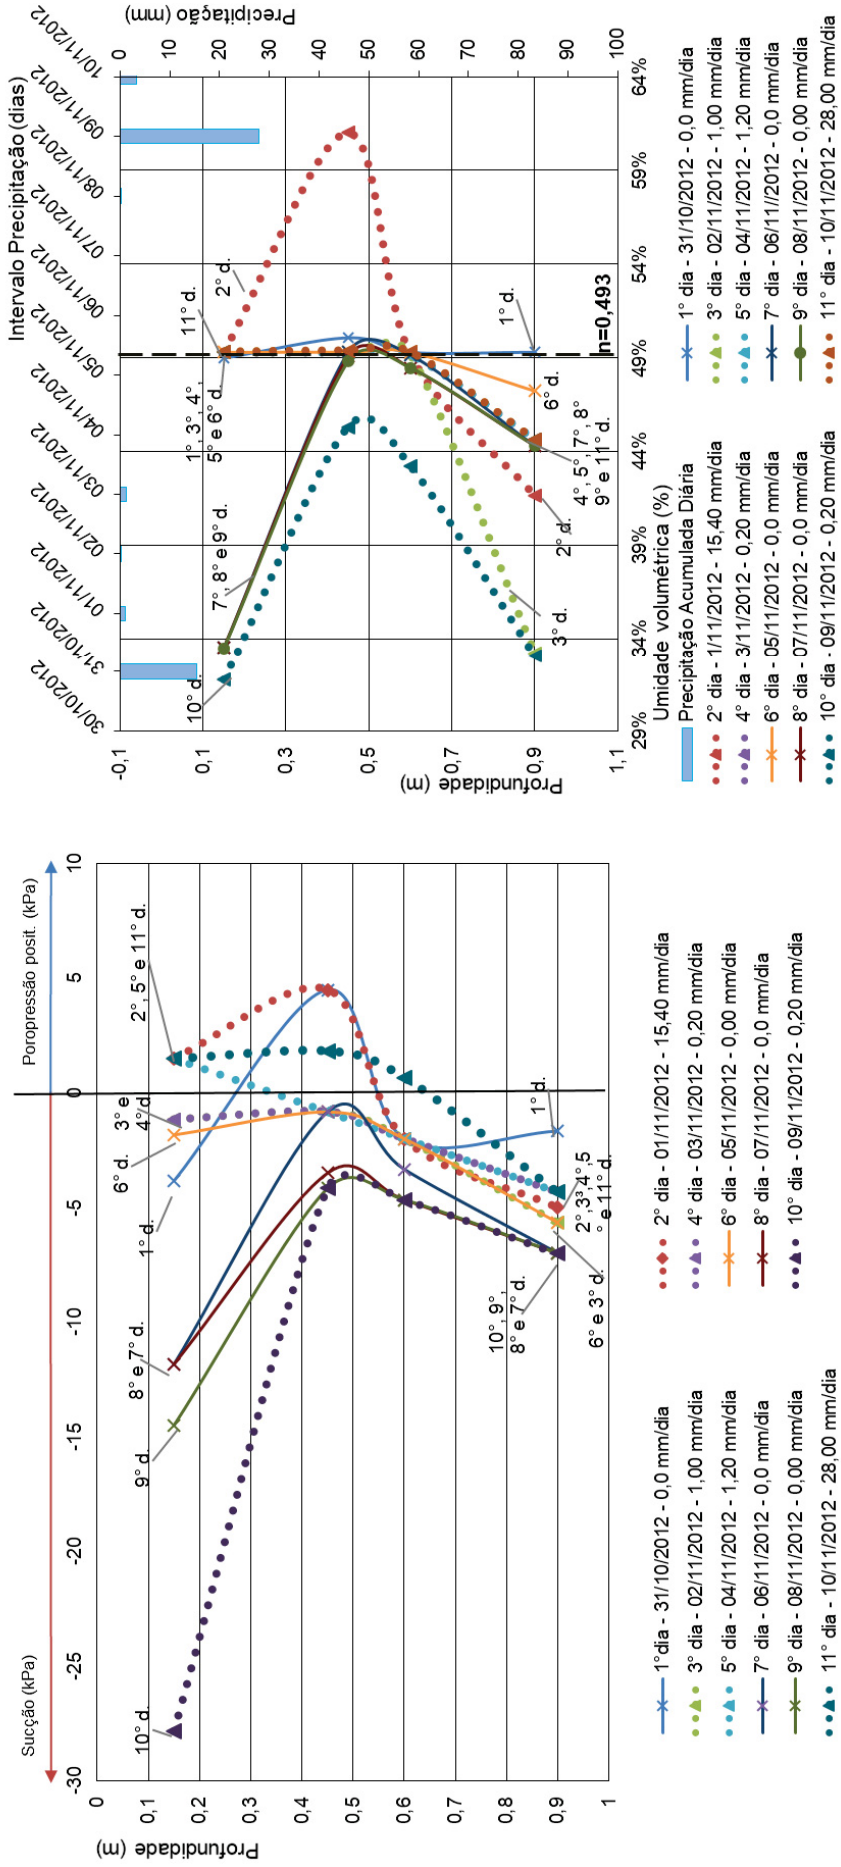 Sucção (kPa)
Poropressão posit. (kPa)
-30
-25
-20
-15
-10
-5
0
5
10
Profundidade (m)
0
0,1
0,2
0,3
0,4
0,5
0,6
0,7
0,8
0,9
1
10° d.
9° d.
8° e 7° d.
1° d.
6° d.
3° e
4°d
2°, 5° e 11° d.
1° d.
10°, 9°,
8° e 7° d.
6° e 3° d.
2°, 3³,4°,5
° e 11° d.
1°dia - 31/10/2012 - 0,0 mm/dia
2° dia - 01/11/2012 - 15,40 mm/dia
3° dia - 02/11/2012 - 1,00 mm/dia
4° dia - 03/11/2012 - 0,20 mm/dia
5° dia - 04/11/2012 - 1,20 mm/dia
6° dia - 05/11/2012 - 0,00 mm/dia
7° dia - 06/11/2012 - 0,0 mm/dia
8° dia - 07/11/2012 - 0,0 mm/dia
9° dia - 08/11/2012 - 0,00 mm/dia
10° dia - 09/11/2012 - 0,20 mm/dia
11° dia - 10/11/2012 - 28,00 mm/dia
Intervalo Precipitação (dias)
30/10/2012
31/10/2012
01/11/2012
02/11/2012
03/11/2012
04/11/2012
05/11/2012
06/11/2012
07/11/2012
08/11/2012
09/11/2012
10/11/2012
Precipitação (mm)
0
10
20
30
40
50
60
70
80
90
100
Profundidade (m)
-0,1
0,1
0,3
0,5
0,7
0,9
1,1
10° d.
7°, 8° e 9° d.
1°, 3°, 4°,
5° e 6° d.
11° d.
2° d.
3° d.
2° d.
4°, 5°, 7°, 8°
9° e 11° d.
6° d.
1° d.
n=0,493
29%
34%
39%
44%
49%
54%
59%
64%
Umidade volumétrica (%)
Precipitação Acumulada Diária
1° dia - 31/10/2012 - 0,0 mm/dia
2° dia - 1/11/2012 - 15,40 mm/dia
3° dia - 02/11/2012 - 1,00 mm/dia
4° dia - 3/11/2012 - 0,20 mm/dia
5° dia - 04/11/2012 - 1,20 mm/dia
6° dia - 05/11/2012 - 0,0 mm/dia
7° dia - 06/11//2012 - 0,0 mm/dia
8° dia - 07/11/2012 - 0,0 mm/dia
9° dia - 08/11/2012 - 0,00 mm/dia
10° dia - 09/11/2012 - 0,20 mm/dia
11° dia - 10/11/2012 - 28,00 mm/dia